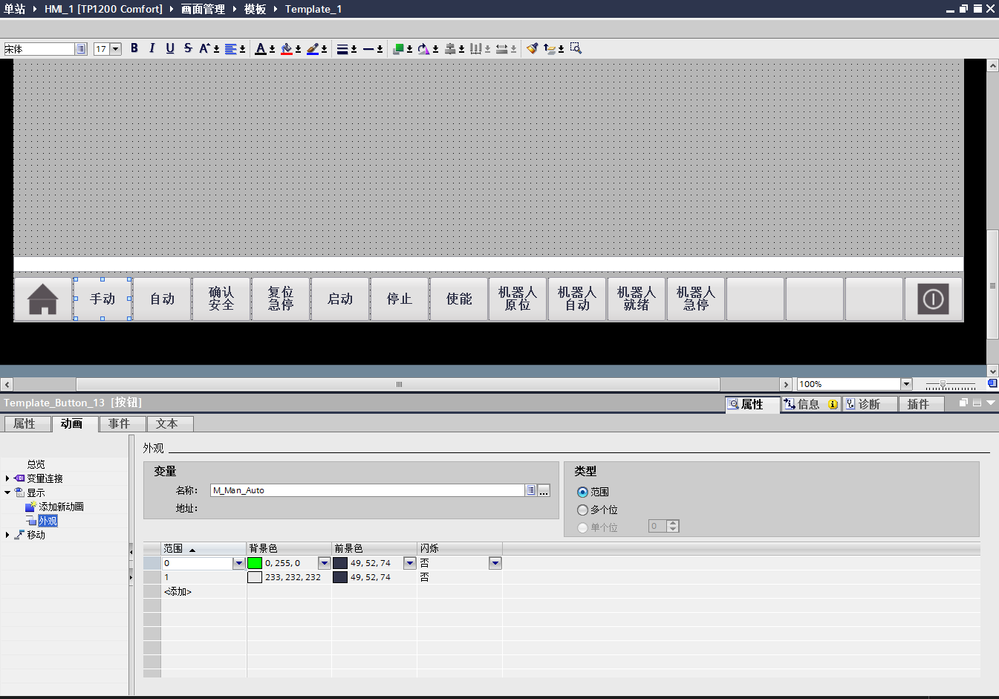 单站 HMI_1 [TP1200 Comfort] 画面管理 模板 Template_1
宋体 17 B I U S A A
手动 自动 确认 安全 复位 急停 启动 停止 使能 机器人 原位 机器人 自动 机器人 就绪 机器人 急停
100%
Template_Button_13 [按钮] 属性 信息 诊断 插件
属性 动画 事件 文本
总览
变量连接
显示
添加新动画
外观
移动
外观
变量
名称: M_Man_Auto
地址:
类型
范围
多个位
单个位 0
范围 背景色 前景色 闪烁
0 0, 255, 0 49, 52, 74 否
1 233, 232, 232 49, 52, 74 否
<添加>